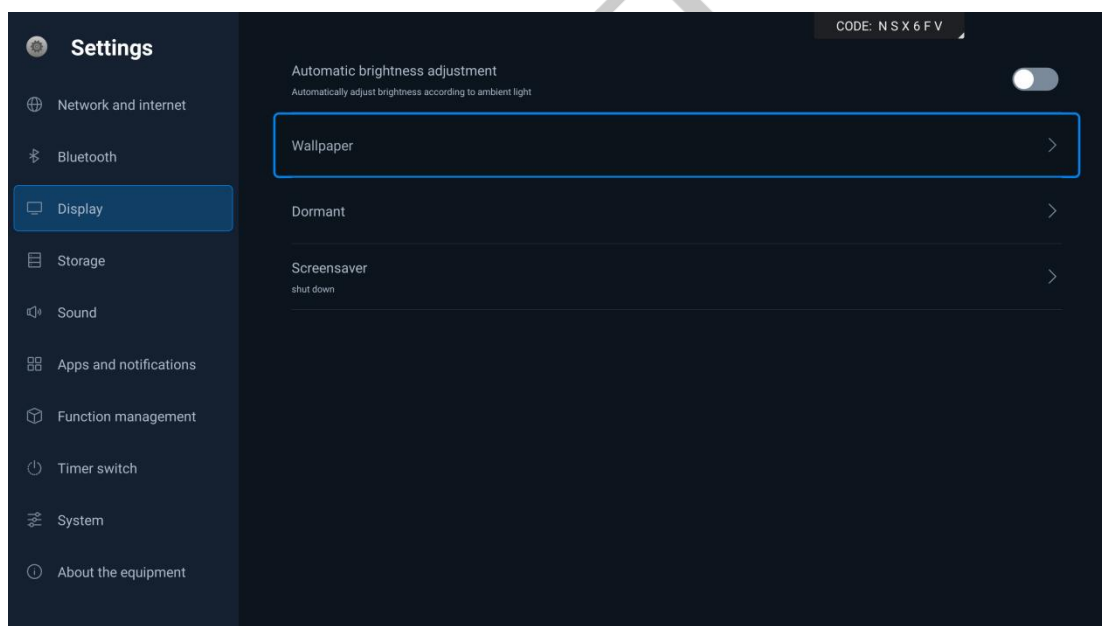 Settings
Network and internet
Bluetooth
Display
Storage
Sound
Apps and notifications
Function management
Timer switch
System
About the equipment
CODE: N S X 6 F V
Automatic brightness adjustment
Automatically adjust brightness according to ambient light
Wallpaper
Dormant
Screensaver
shut down